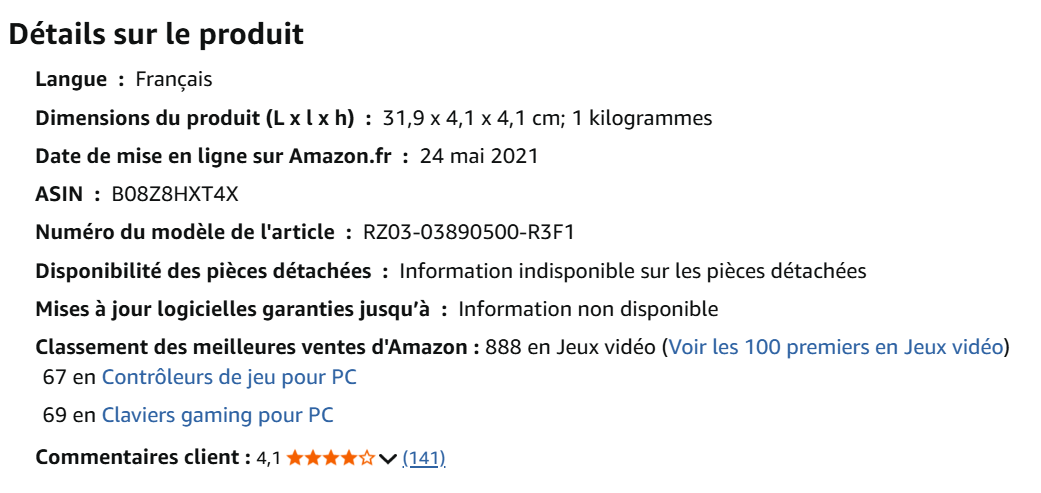 Détails sur le produit
Langue : Français
Dimensions du produit (L x l x h) : 31,9 x 4,1 x 4,1 cm; 1 kilogrammes
Date de mise en ligne sur Amazon.fr : 24 mai 2021
ASIN : B08Z8HXT4X
Numéro du modèle de l'article : RZ03-03890500-R3F1
Disponibilité des pièces détachées : Information indisponible sur les pièces détachées
Mises à jour logicielles garanties jusqu’à : Information non disponible
Classement des meilleures ventes d'Amazon : 888 en Jeux vidéo (Voir les 100 premiers en Jeux vidéo)
67 en Contrôleurs de jeu pour PC
69 en Claviers gaming pour PC
Commentaires client : 4,1 (141)